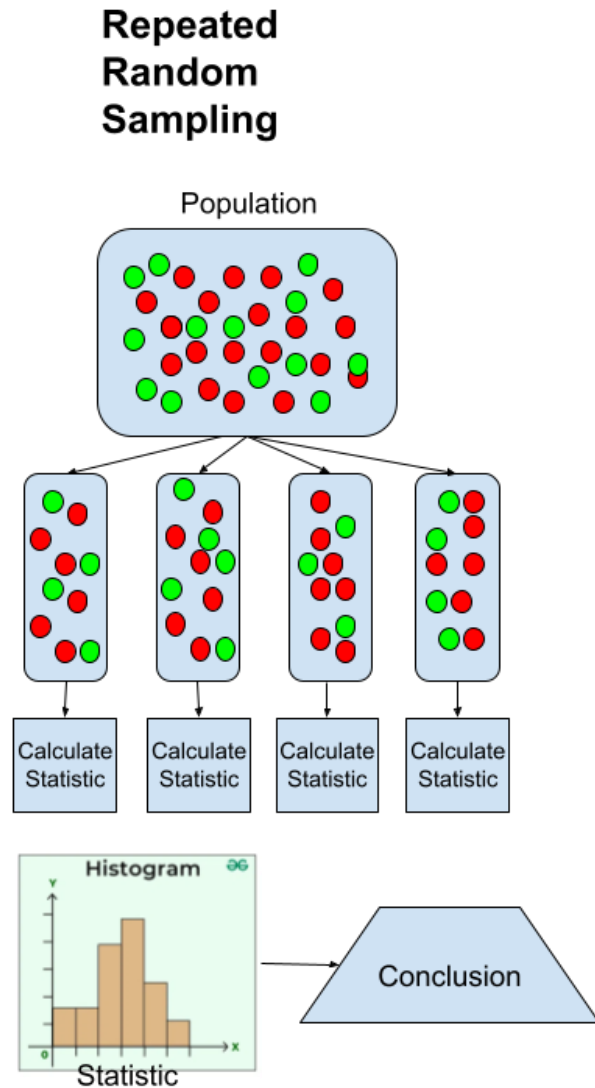 Repeated
Random
Sampling
Population
Calculate
Statistic
Calculate
Statistic
Calculate
Statistic
Calculate
Statistic
Histogram
Y
0
X
Statistic
Conclusion